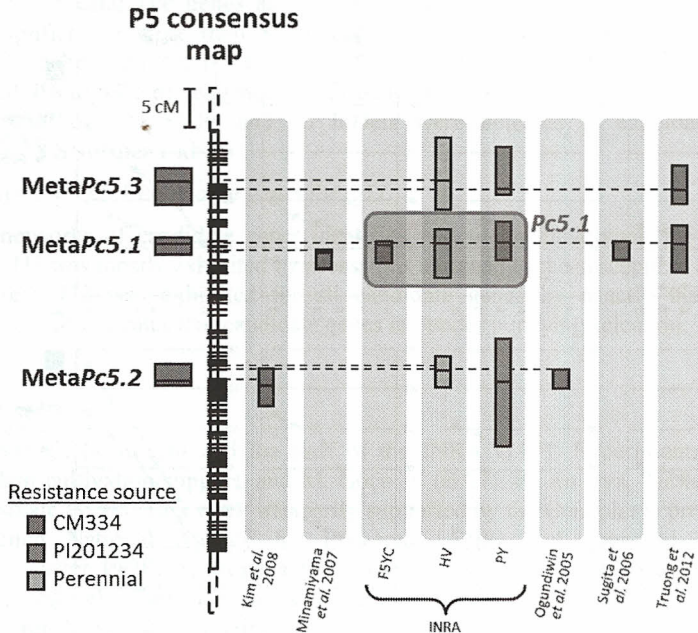 P5 consensus
map
5 cM
MetaPc5.3
MetaPc5.1
MetaPc5.2
Pc5.1
Resistance source
CM334
PI201234
Perennial
Kim et al.
2008
Minamiyama
et al. 2007
F5YC
HV
PY
INRA
Ogundiwin
et al. 2005
Sugita et
al. 2006
Truong et
al. 2012